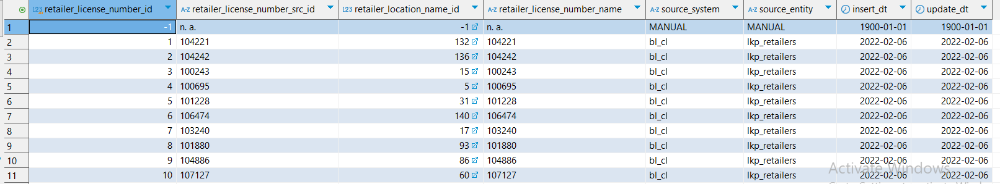 123 retailer_license_number_id A-Z retailer_license_number_src_id 123 retailer_location_name_id A-Z retailer_license_number_name A-Z source_system A-Z source_entity insert_dt update_dt
1 -1 n. a. -1 n. a. MANUAL MANUAL 1900-01-01 1900-01-01
2 1 104221 132 104221 bl_cl lkp_retailers 2022-02-06 2022-02-06
3 2 104242 136 104242 bl_cl lkp_retailers 2022-02-06 2022-02-06
4 3 100243 15 100243 bl_cl lkp_retailers 2022-02-06 2022-02-06
5 4 100695 5 100695 bl_cl lkp_retailers 2022-02-06 2022-02-06
6 5 101228 31 101228 bl_cl lkp_retailers 2022-02-06 2022-02-06
7 6 106474 140 106474 bl_cl lkp_retailers 2022-02-06 2022-02-06
8 7 103240 17 103240 bl_cl lkp_retailers 2022-02-06 2022-02-06
9 8 101880 93 101880 bl_cl lkp_retailers 2022-02-06 2022-02-06
10 9 104886 86 104886 bl_cl lkp_retailers 2022-02-06 2022-02-06
11 10 107127 60 107127 bl_cl lkp_retailers 2022-02-06 2022-02-06
Activate Windows